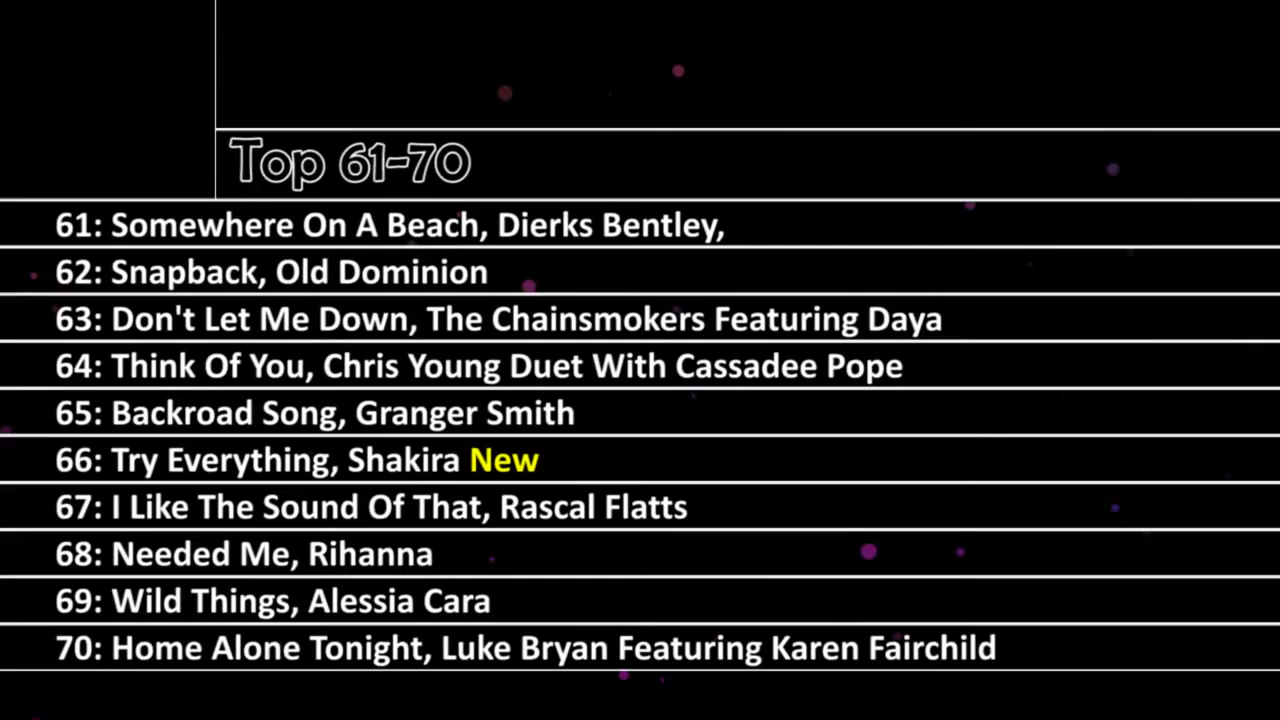 Top 61-70
61: Somewhere On A Beach, Dierks Bentley,
62: Snapback, Old Dominion
63: Don't Let Me Down, The Chainsmokers Featuring Daya
64: Think Of You, Chris Young Duet With Cassadee Pope
65: Backroad Song, Granger Smith
66: Try Everything, Shakira New
67: I Like The Sound Of That, Rascal Flatts
68: Needed Me, Rihanna
69: Wild Things, Alessia Cara
70: Home Alone Tonight, Luke Bryan Featuring Karen Fairchild